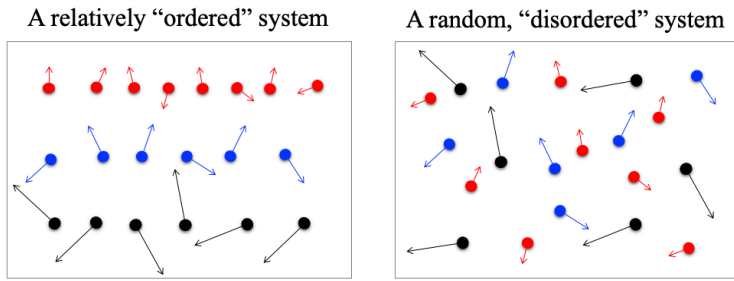 A relatively “ordered” system
A random, “disordered” system